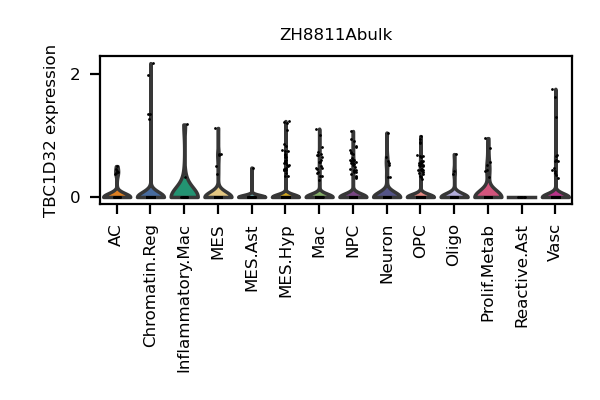 ZH8811Abulk
TBC1D32 expression
2
0
AC
Chromatin.Reg
Inflammatory.Mac
MES
MES.Ast
MES.Hyp
Mac
NPC
Neuron
OPC
Oligo
Prolif.Metab
Reactive.Ast
Vasc